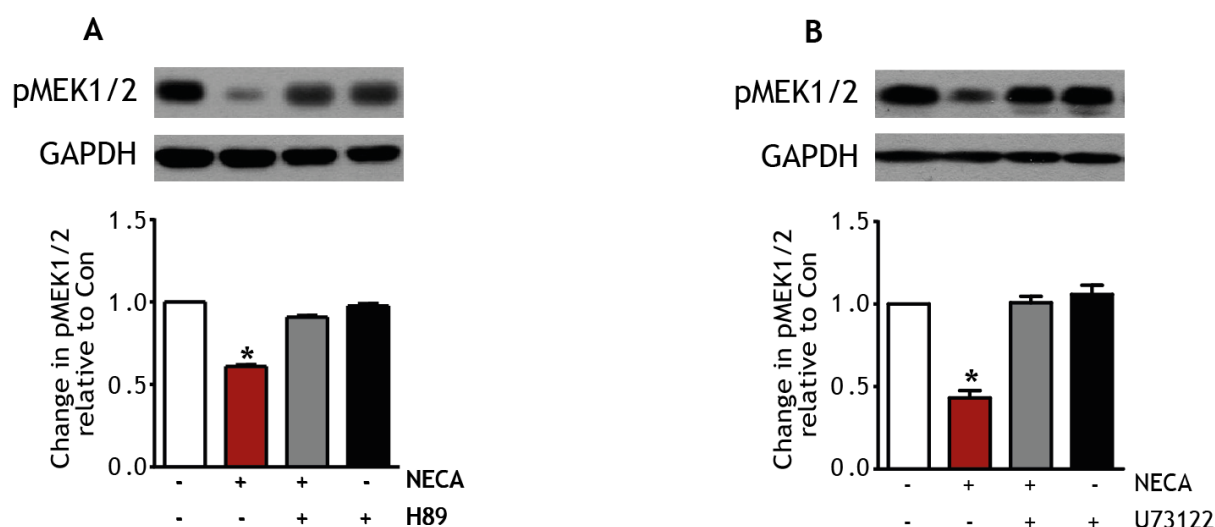 A
pMEK1/2
GAPDH
Change in pMEK1/2
relative to Con
1.5
1.0
0.5
0.0
*
- + + - NECA
- - + + H89
B
pMEK1/2
GAPDH
Change in pMEK1/2
relative to Con
1.5
1.0
0.5
0.0
*
- + + - NECA
- - + + U73122